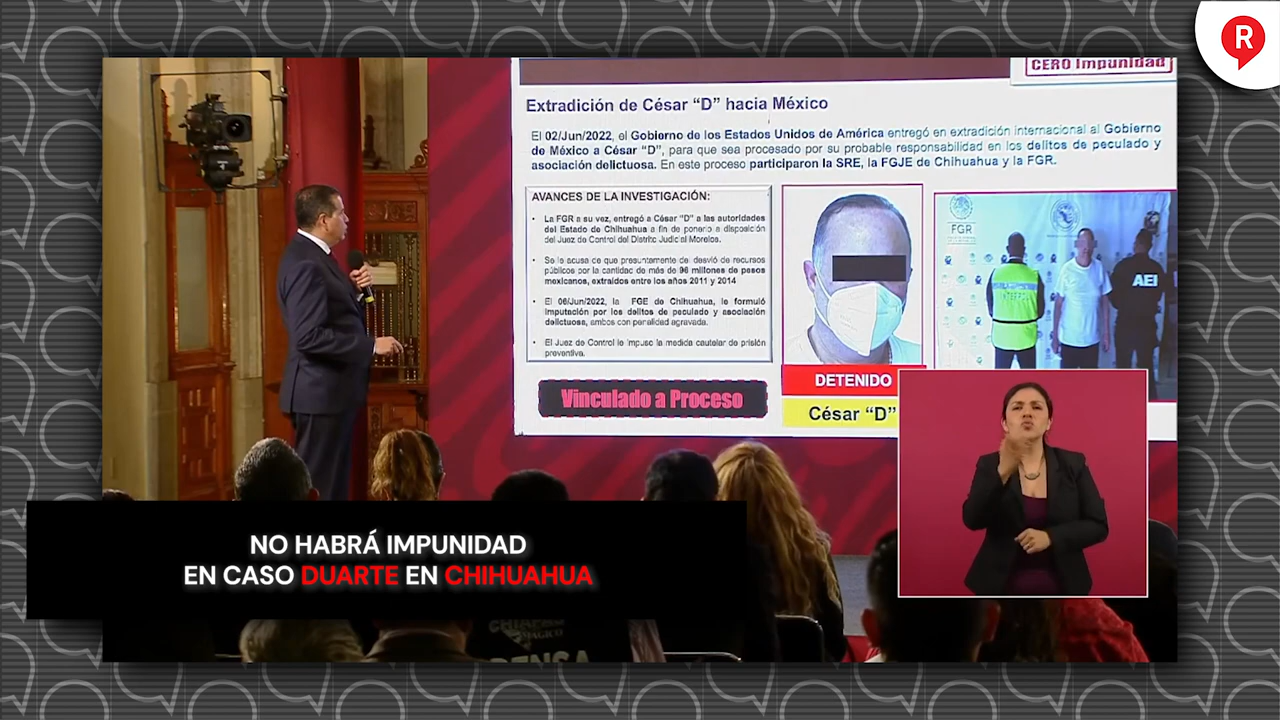 R
CERO Impunidad
Extradición de César “D” hacia México
El 02/Jun/2022, el Gobierno de los Estados Unidos de América entregó en extradición internacional al Gobierno
de México a César “D”, para que sea procesado por su probable responsabilidad en los delitos de peculado y
asociación delictuosa. En este proceso participaron la SRE, la FGJE de Chihuahua y la FGR.
AVANCES DE LA INVESTIGACIÓN:
• La FGR a su vez, entregó a César “D” a las autoridades
del Estado de Chihuahua a fin de ponerlo a disposición
del Juez de Control del Distrito Judicial Morelos.
• Se le acusa de que presuntamente del desvió de recursos
públicos por la cantidad de más de 96 millones de pesos
mexicanos, extraídos entre los años 2011 y 2014
• El 06/Jun/2022, la FGE de Chihuahua, le formuló
imputación por los delitos de peculado y asociación
delictuosa, ambos con penalidad agravada.
• El Juez de Control le impuso la medida cautelar de prisión
preventiva.
Vinculado a Proceso
DETENIDO
César “D”
FGR
INTERPOL
AEI
NO HABRÁ IMPUNIDAD
EN CASO DUARTE EN CHIHUAHUA
CHIAPAS
MÁGICO
PRENSA